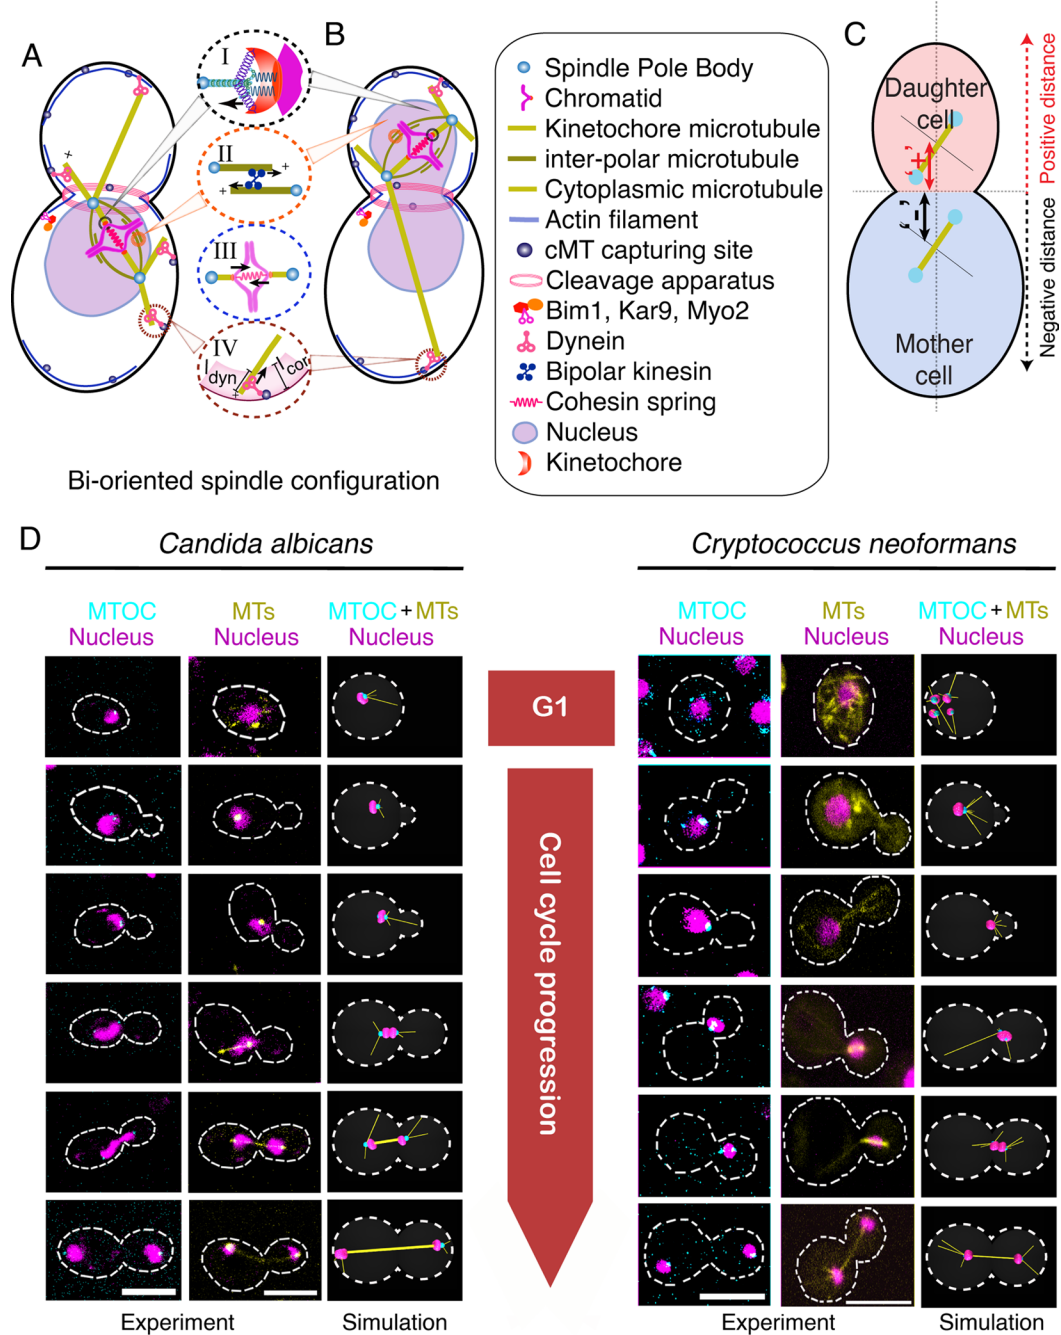 A
B
C
I
II
+
+
III
IV
dyn
cor
+
+
Bi-oriented spindle configuration
Spindle Pole Body
Chromatid
Kinetochore microtubule
inter-polar microtubule
Cytoplasmic microtubule
Actin filament
cMT capturing site
Cleavage apparatus
Bim1, Kar9, Myo2
Dynein
Bipolar kinesin
Cohesin spring
Nucleus
Kinetochore
Daughter
cell
'+'
'-'
Mother
cell
Positive distance
Negative distance
D
Candida albicans
Cryptococcus neoformans
MTOC
Nucleus
MTs
Nucleus
MTOC + MTs
Nucleus
MTOC
Nucleus
MTs
Nucleus
MTOC + MTs
Nucleus
G1
Cell cycle progression
Experiment
Simulation
Experiment
Simulation